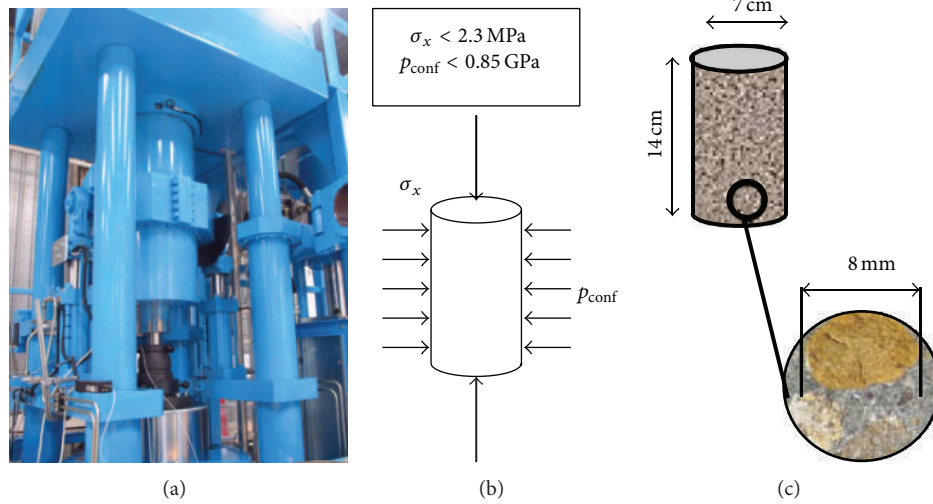 σx < 2.3 MPa
pconf < 0.85 GPa
σx
pconf
7 cm
14 cm
8 mm
(a)
(b)
(c)